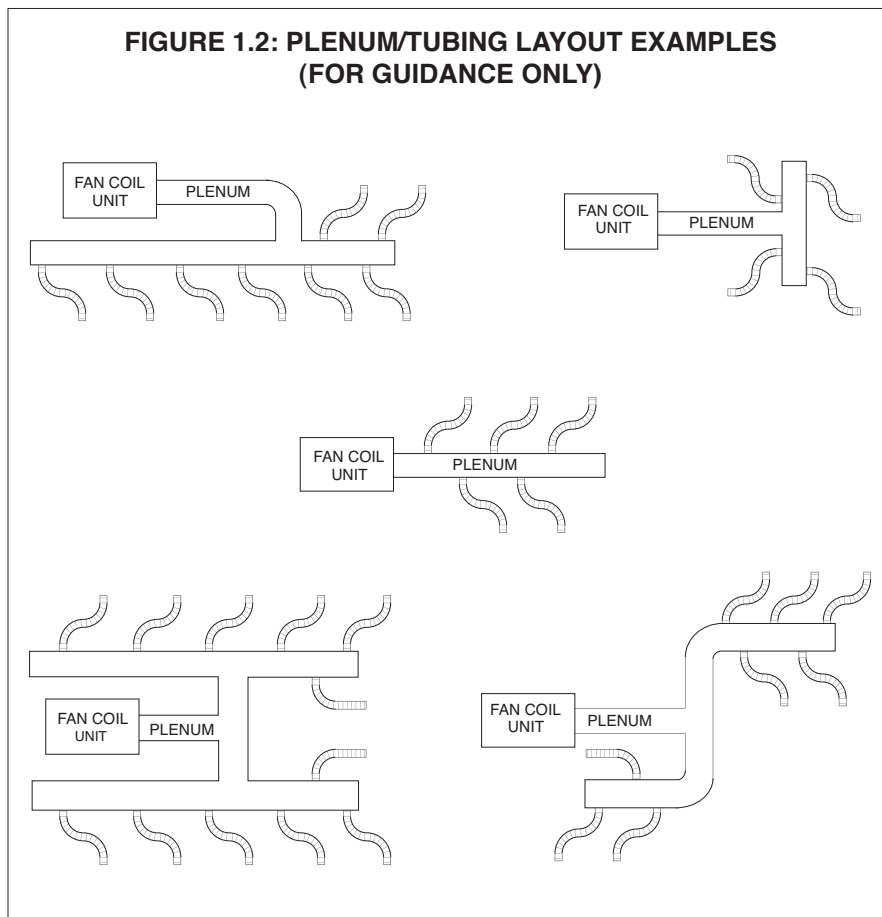 FIGURE 1.2: PLENUM/TUBING LAYOUT EXAMPLES
(FOR GUIDANCE ONLY)
FAN COIL
UNIT
PLENUM
FAN COIL
UNIT
PLENUM
FAN COIL
UNIT
PLENUM
FAN COIL
UNIT
PLENUM
FAN COIL
UNIT
PLENUM